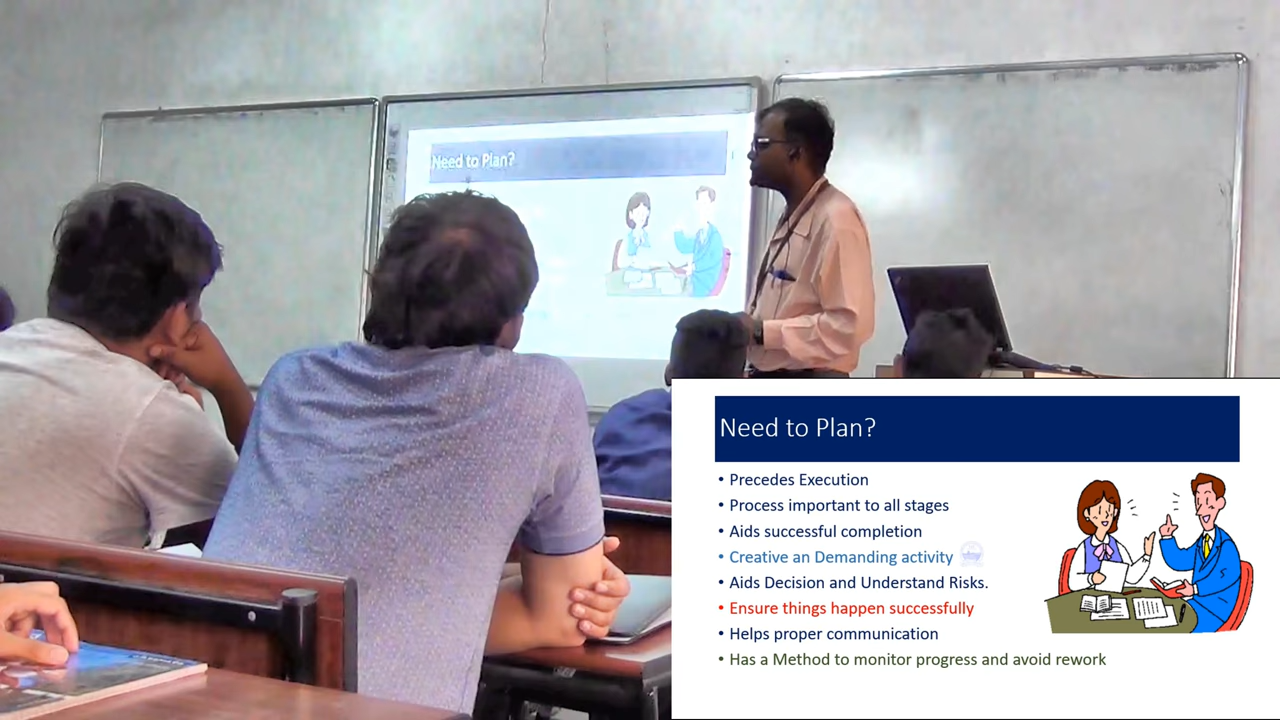 Need to Plan?
Need to Plan?
• Precedes Execution
• Process important to all stages
• Aids successful completion
• Creative an Demanding activity
• Aids Decision and Understand Risks.
• Ensure things happen successfully
• Helps proper communication
• Has a Method to monitor progress and avoid rework